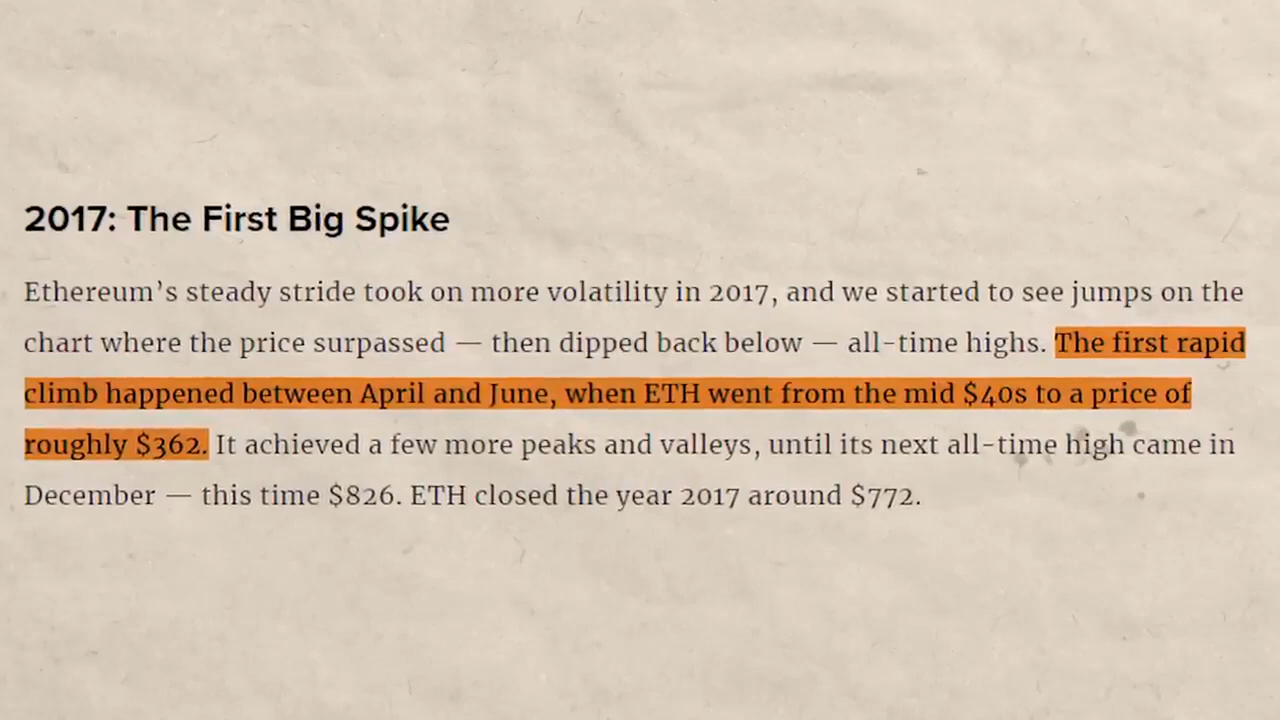 2017: The First Big Spike
Ethereum’s steady stride took on more volatility in 2017, and we started to see jumps on the
chart where the price surpassed — then dipped back below — all-time highs. The first rapid
climb happened between April and June, when ETH went from the mid $40s to a price of
roughly $362. It achieved a few more peaks and valleys, until its next all-time high came in
December — this time $826. ETH closed the year 2017 around $772.